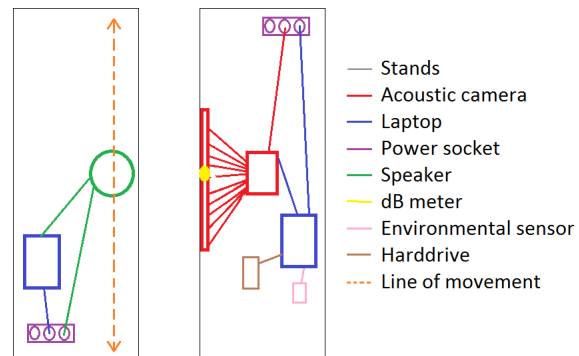 Stands
Acoustic camera
Laptop
Power socket
Speaker
dB meter
Environmental sensor
Harddrive
Line of movement